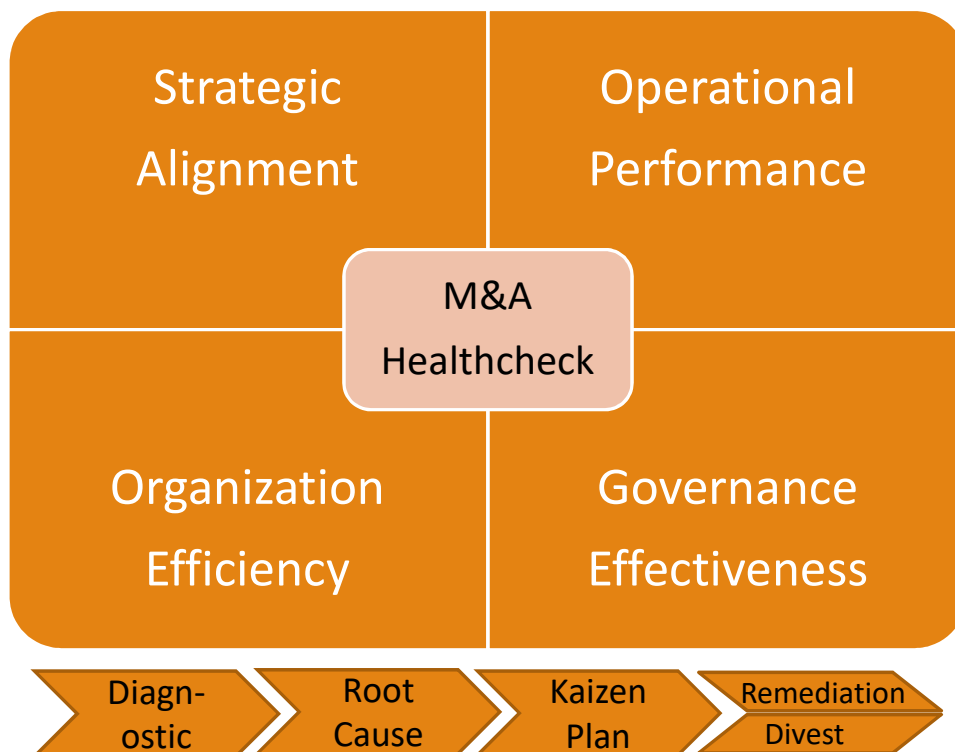 Strategic
Alignment
Operational
Performance
M&A
Healthcheck
Organization
Efficiency
Governance
Effectiveness
Diagn-
ostic
Root
Cause
Kaizen
Plan
Remediation
Divest